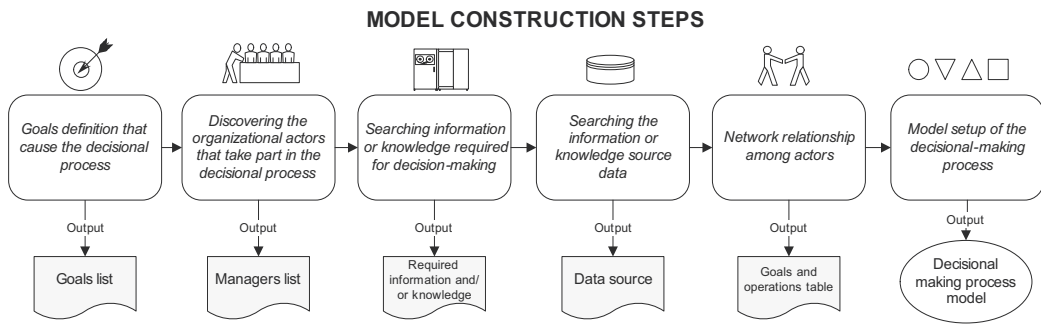 MODEL CONSTRUCTION STEPS
Goals definition that
cause the decisional
process
Discovering the
organizational actors
that take part in the
decisional process
Searching information
or knowledge required
for decision-making
Searching the
information or
knowledge source
data
Network relationship
among actors
Model setup of the
decisional-making
process
Output
Output
Output
Output
Output
Output
Goals list
Managers list
Required
information and/
or knowledge
Data source
Goals and
operations table
Decisional
making process
model